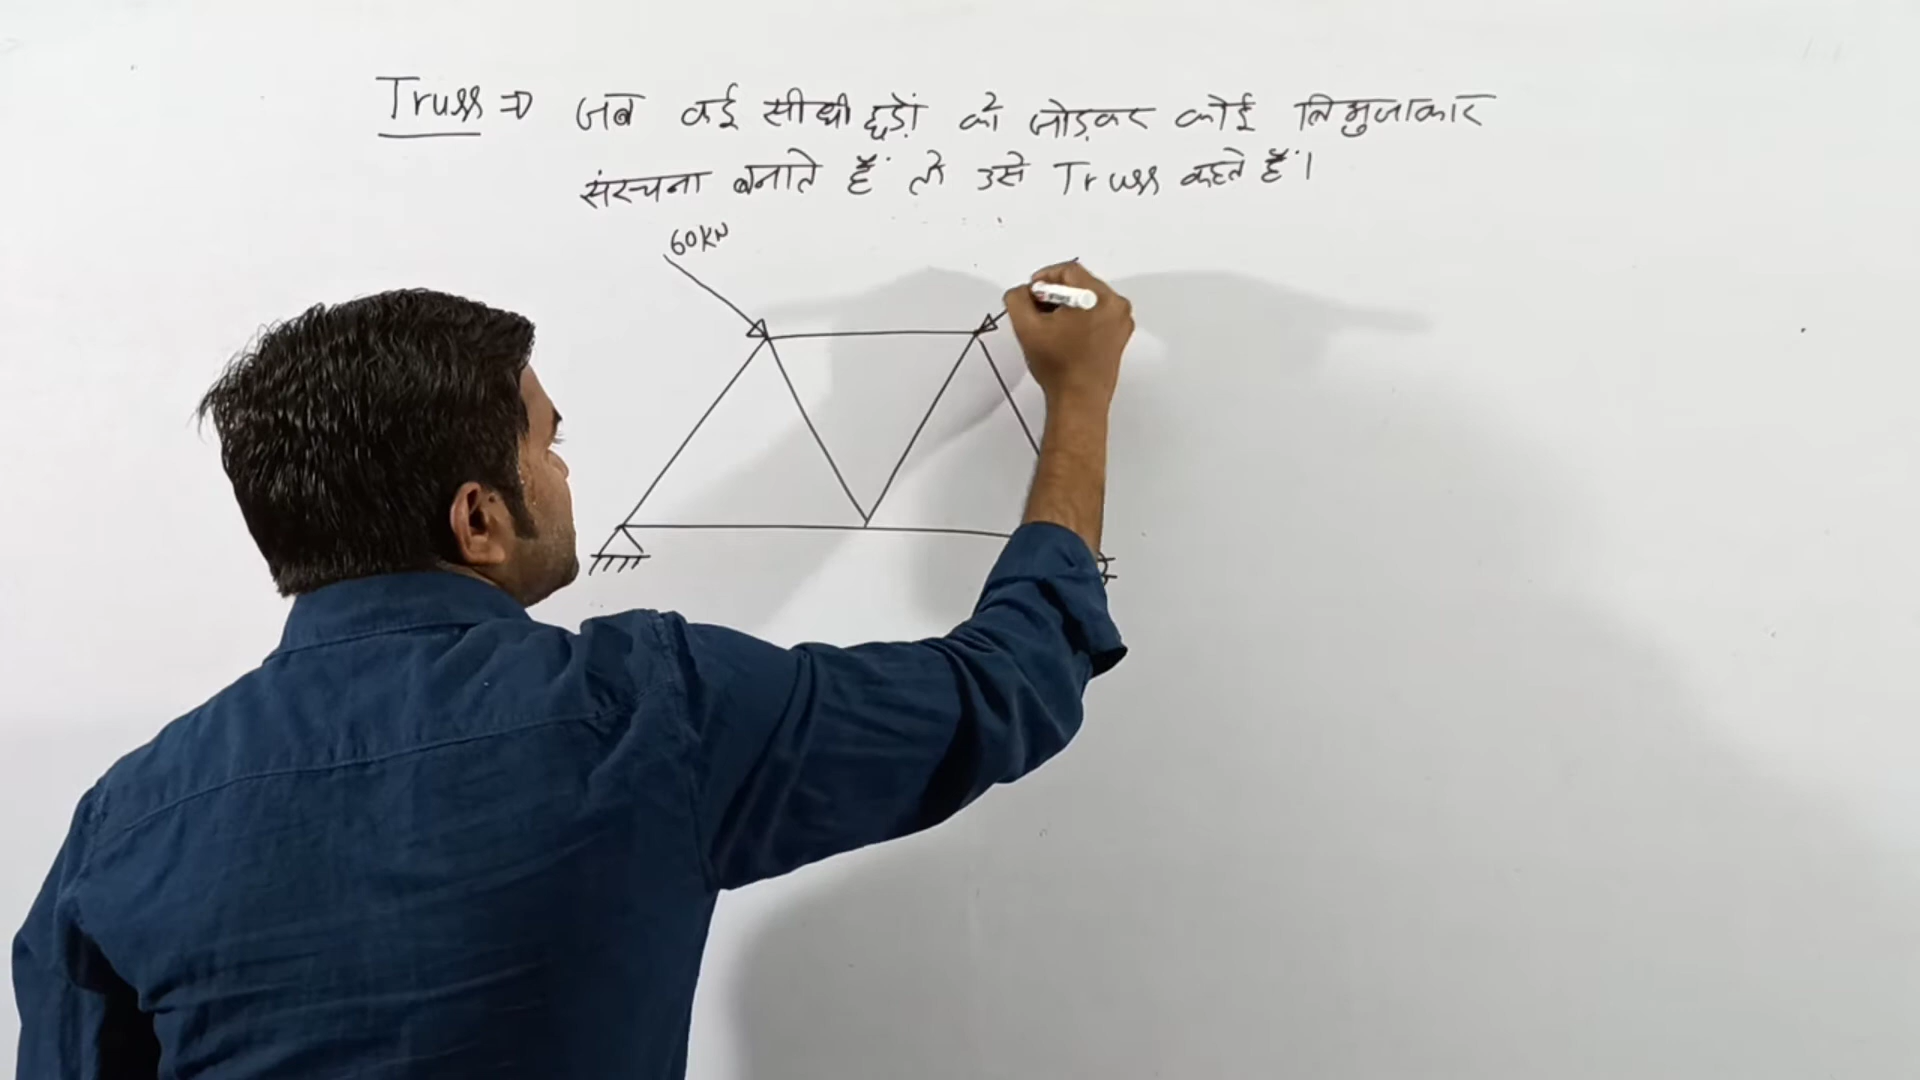 Truss ⇒ जब कई सीधी छड़ों को जोड़कर कोई त्रिभुजाकार
संरचना बनाते हैं तो उसे Truss कहते हैं।
60KN